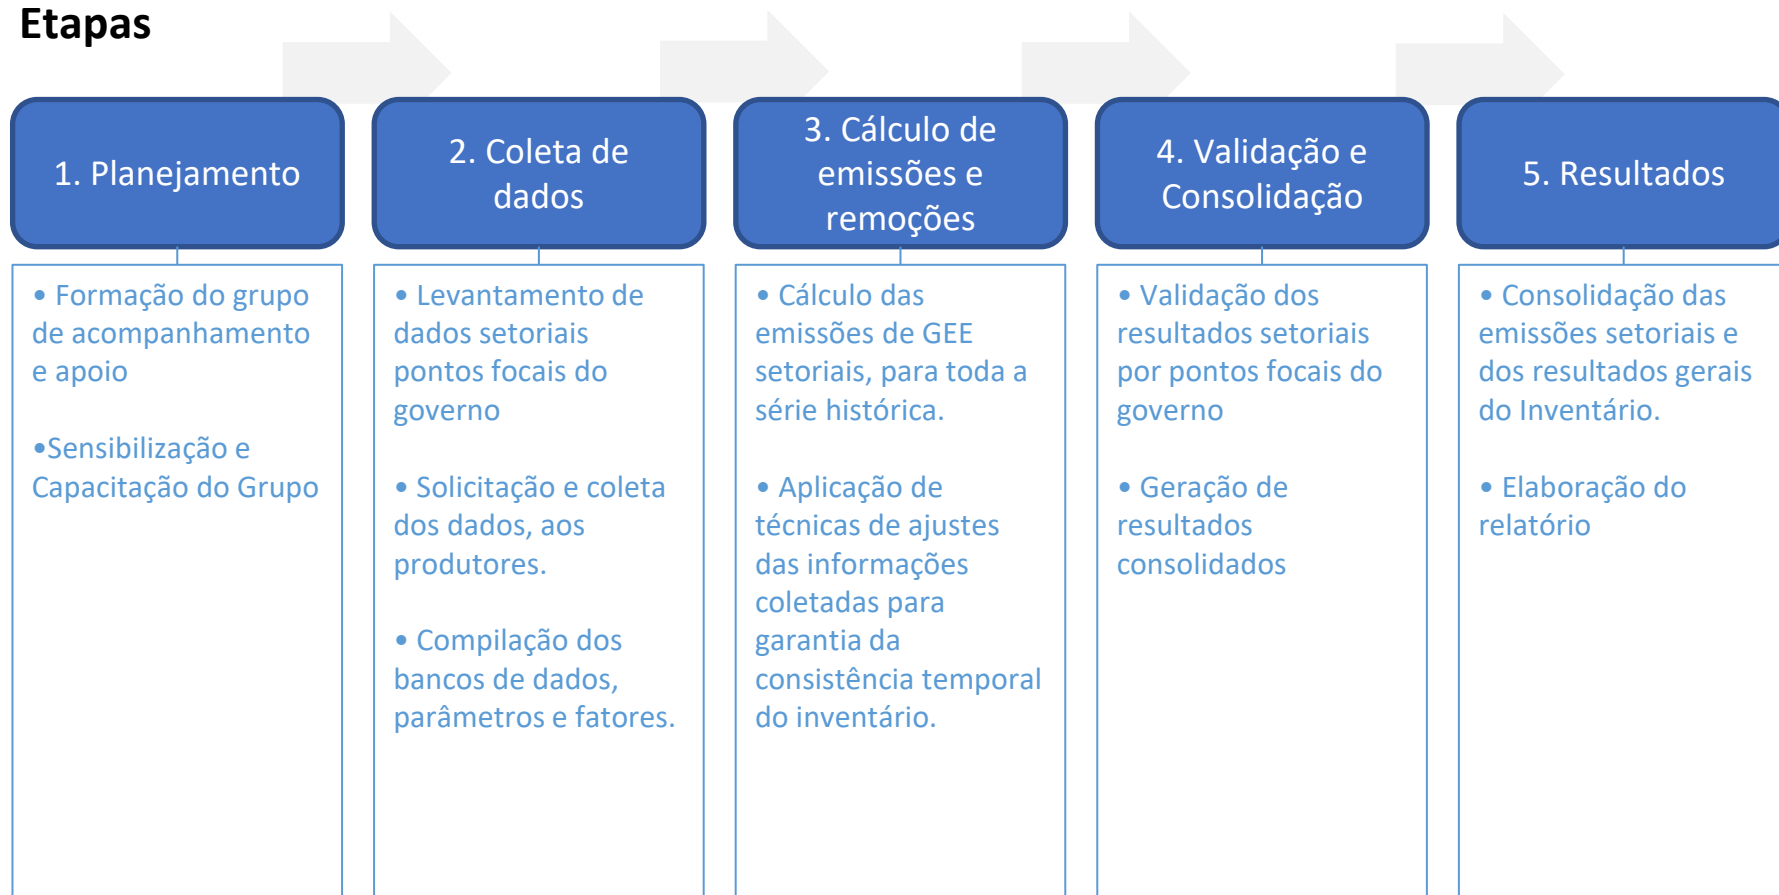 Etapas
1. Planejamento
• Formação do grupo
de acompanhamento
e apoio
•Sensibilização e
Capacitação do Grupo
2. Coleta de
dados
• Levantamento de
dados setoriais
pontos focais do
governo
• Solicitação e coleta
dos dados, aos
produtores.
• Compilação dos
bancos de dados,
parâmetros e fatores.
3. Cálculo de
emissões e
remoções
• Cálculo das
emissões de GEE
setoriais, para toda a
série histórica.
• Aplicação de
técnicas de ajustes
das informações
coletadas para
garantia da
consistência temporal
do inventário.
4. Validação e
Consolidação
• Validação dos
resultados setoriais
por pontos focais do
governo
• Geração de
resultados
consolidados
5. Resultados
• Consolidação das
emissões setoriais e
dos resultados gerais
do Inventário.
• Elaboração do
relatório